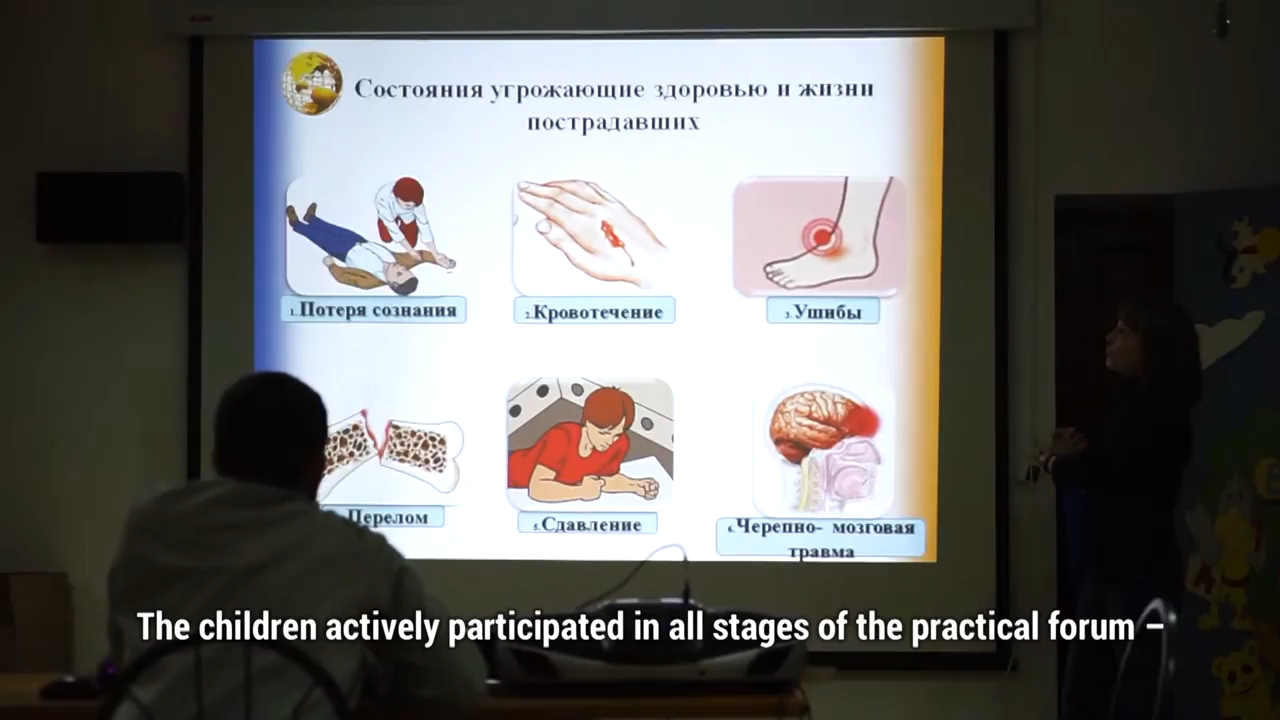 Состояния угрожающие здоровью и жизни
пострадавших
1.Потеря сознания
2.Кровотечение
3.Ушибы
Перелом
5.Сдавление
6.Черепно- мозговая
травма
The children actively participated in all stages of the practical forum –